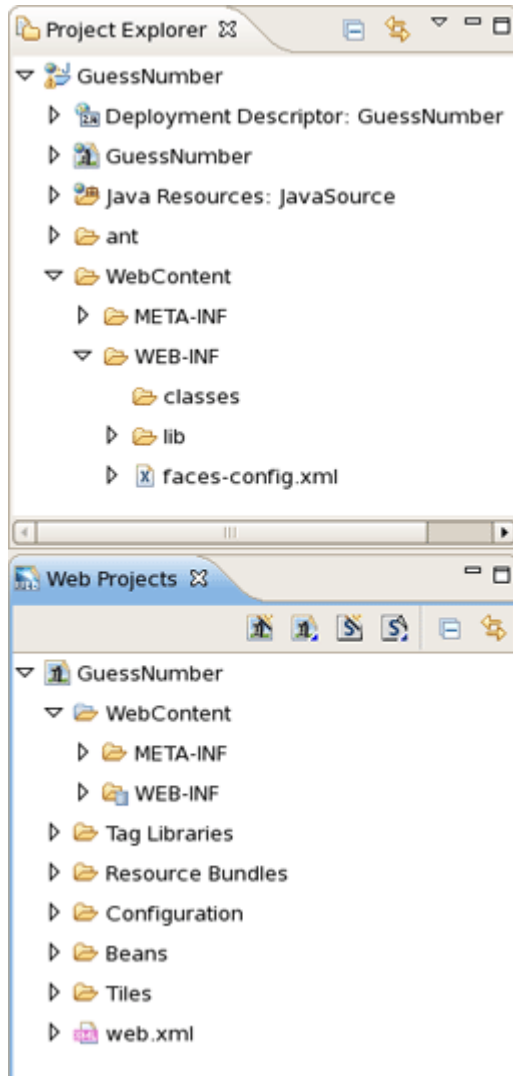 Project Explorer
GuessNumber
Deployment Descriptor: GuessNumber
GuessNumber
Java Resources: JavaSource
ant
WebContent
META-INF
WEB-INF
classes
lib
faces-config.xml
Web Projects
GuessNumber
WebContent
META-INF
WEB-INF
Tag Libraries
Resource Bundles
Configuration
Beans
Tiles
web.xml